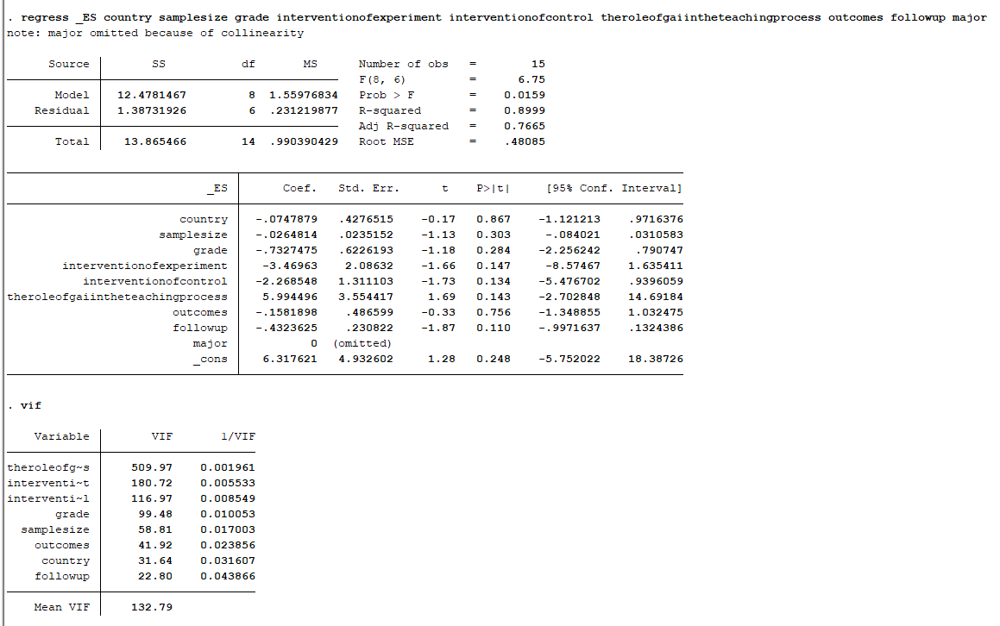 . regress _ES country samplesize grade interventionofexperiment interventionofcontrol theroleofgaiintheteachingprocess outcomes followup major
note: major omitted because of collinearity
Source SS df MS Number of obs = 15
F(8, 6) = 6.75
Model 12.4781467 8 1.55976834 Prob > F = 0.0159
Residual 1.38731926 6 .231219877 R-squared = 0.8999
Adj R-squared = 0.7665
Total 13.865466 14 .990390429 Root MSE = .48085
_ES Coef. Std. Err. t P>|t| [95% Conf. Interval]
country -.0747879 .4276515 -0.17 0.867 -1.121213 .9716376
samplesize -.0264814 .0235152 -1.13 0.303 -.084021 .0310583
grade -.7327475 .6226193 -1.18 0.284 -2.256242 .790747
interventionofexperiment -3.46963 2.08632 -1.66 0.147 -8.57467 1.635411
interventionofcontrol -2.268548 1.311103 -1.73 0.134 -5.476702 .9396059
theroleofgaiintheteachingprocess 5.994496 3.554417 1.69 0.143 -2.702848 14.69184
outcomes -.1581898 .486599 -0.33 0.756 -1.348855 1.032475
followup -.4323625 .230822 -1.87 0.110 -.9971637 .1324386
major 0 (omitted)
_cons 6.317621 4.932602 1.28 0.248 -5.752022 18.38726
. vif
Variable VIF 1/VIF
theroleofg~s 509.97 0.001961
interventi~t 180.72 0.005533
interventi~l 116.97 0.008549
grade 99.48 0.010053
samplesize 58.81 0.017003
outcomes 41.92 0.023856
country 31.64 0.031607
followup 22.80 0.043866
Mean VIF 132.79